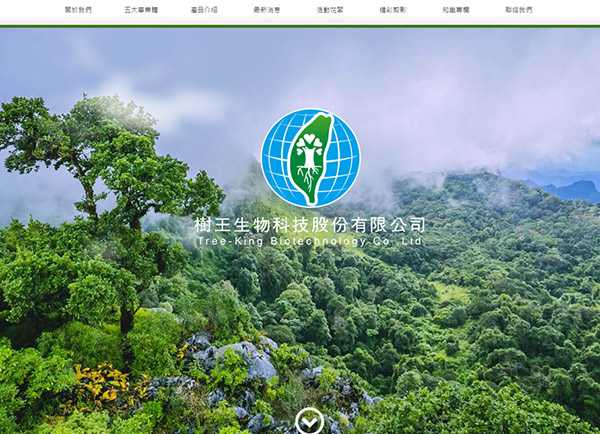 關於我們 五大事業體 產品介紹 最新消息 活動花絮 精彩剪影 知識專欄 聯絡我們
樹王生物科技股份有限公司
Tree-King Biotechnology Co.,Ltd